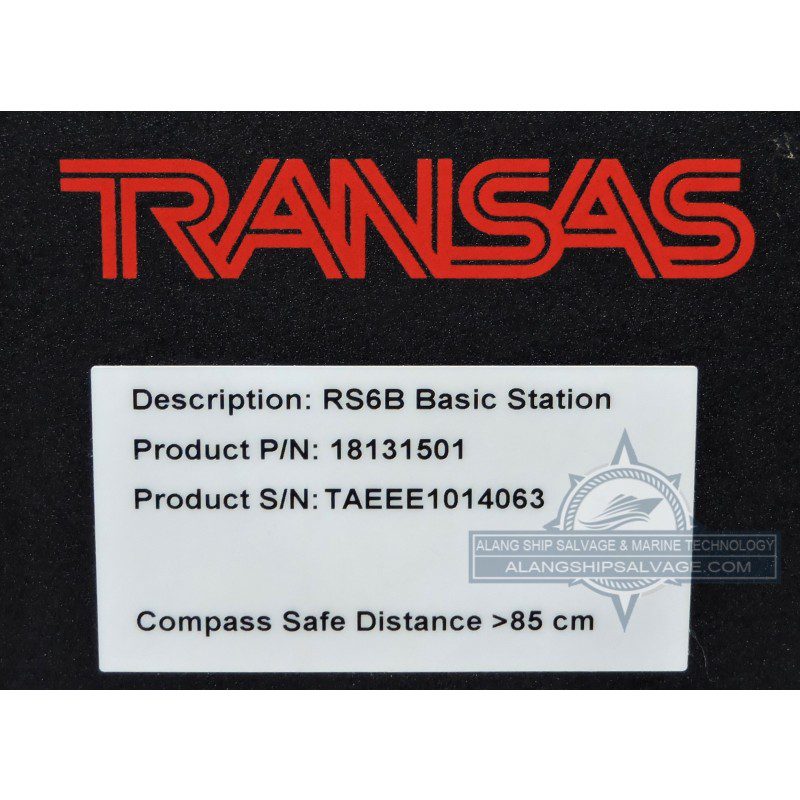 TRANSAS
Description: RS6B Basic Station
Product P/N: 18131501
Product S/N: TAEEE1014063
ALANG SHIP SALVAGE & MARINE TECHNOLOGY
ALANGSHIPSALVAGE.COM
Compass Safe Distance >85 cm